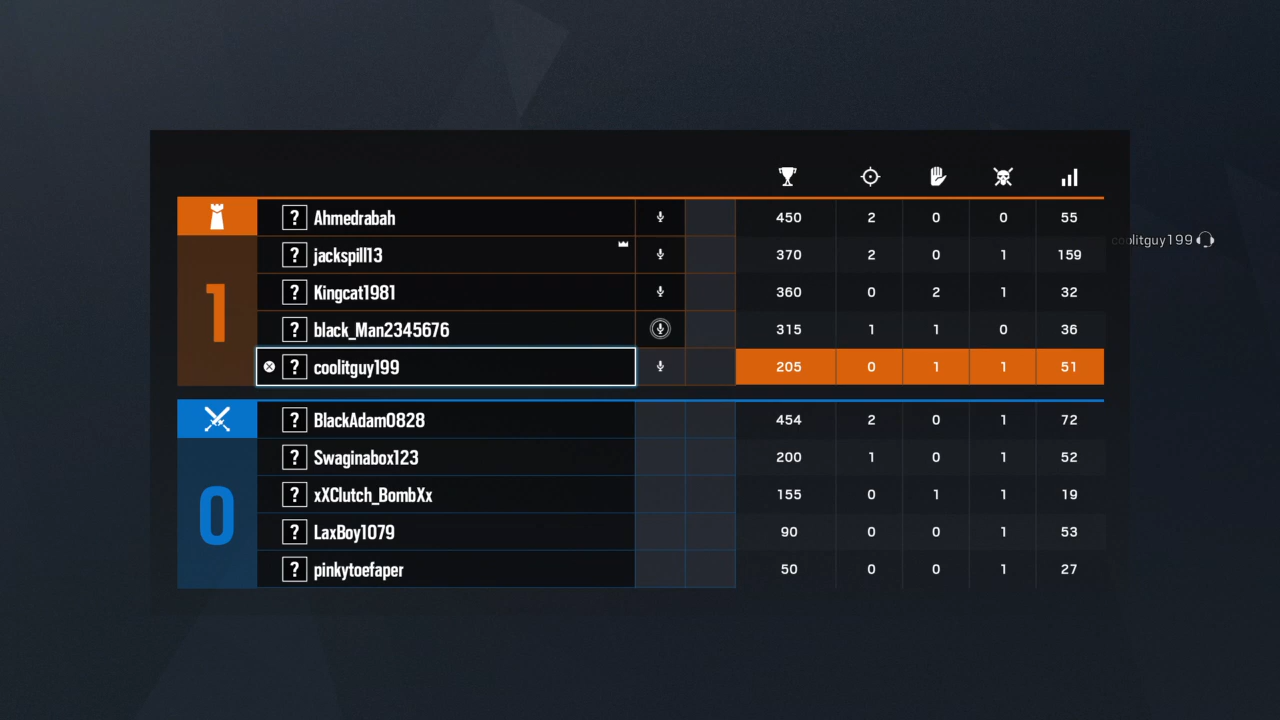 ? Ahmedrabah 450 2 0 0 55
? jackspill13 370 2 0 1 159
? Kingcat1981 360 0 2 1 32
? black_Man2345676 315 1 1 0 36
? coolitguy199 205 0 1 1 51
1
coolitguy199
? BlackAdam0828 454 2 0 1 72
? Swaginabox123 200 1 0 1 52
? xXClutch_BombXx 155 0 1 1 19
? LaxBoy1079 90 0 0 1 53
? pinkytoefaper 50 0 0 1 27
0